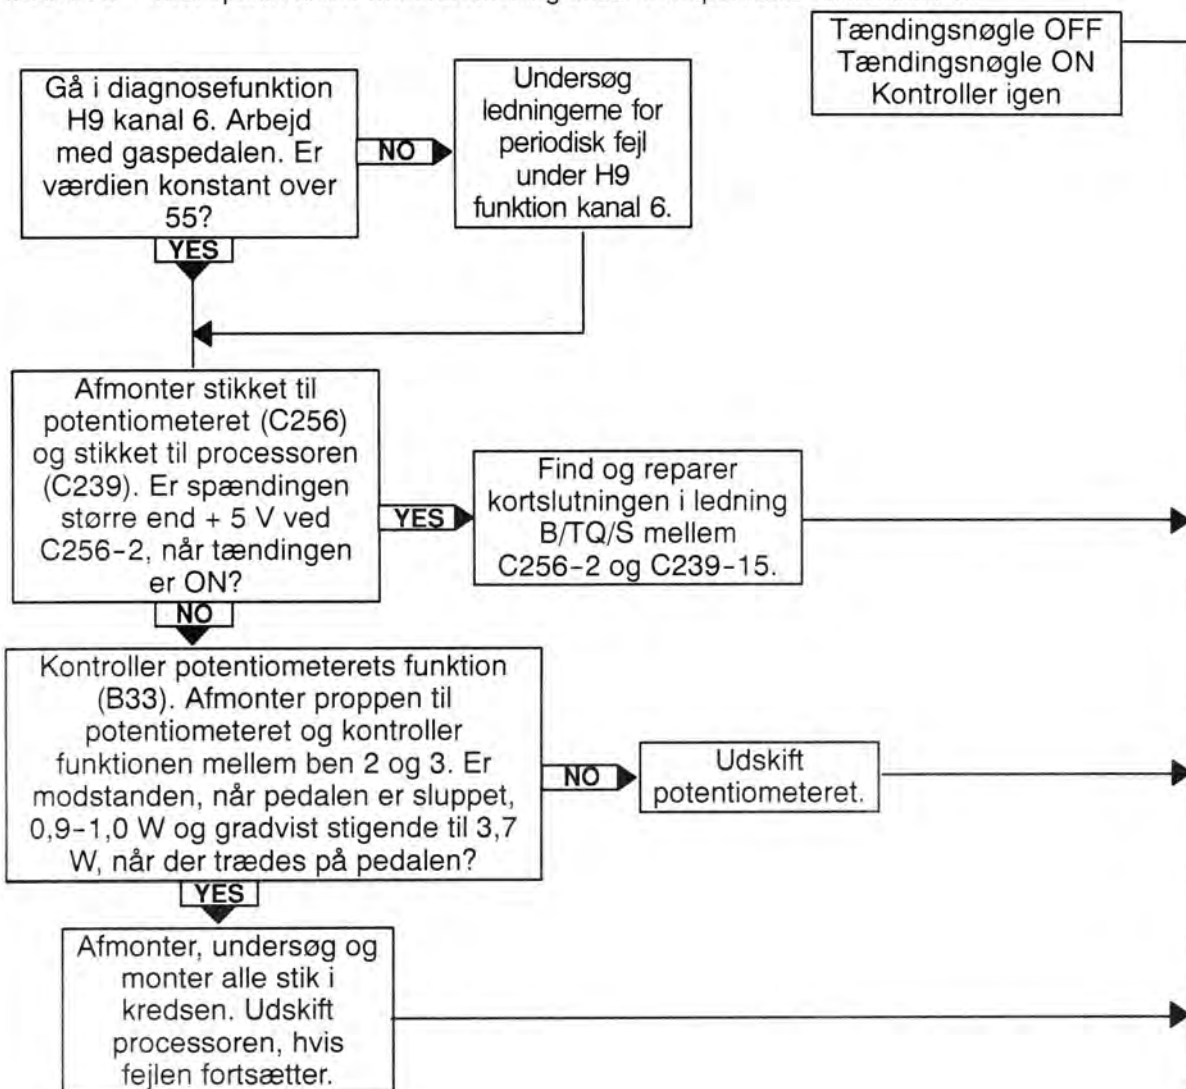 Tændingsnøgle OFF
Tændingsnøgle ON
Kontroller igen
Gå i diagnosefunktion
H9 kanal 6. Arbejd
med gaspedalen. Er
værdien konstant over
55?
NO
Undersøg
ledningerne for
periodisk fejl
under H9
funktion kanal 6.
YES
Afmonter stikket til
potentiometeret (C256)
og stikket til processoren
(C239). Er spændingen
større end + 5 V ved
C256-2, når tændingen
er ON?
YES
Find og reparer
kortslutningen i ledning
B/TQ/S mellem
C256-2 og C239-15.
NO
Kontroller potentiometerets funktion
(B33). Afmonter proppen til
potentiometeret og kontroller
funktionen mellem ben 2 og 3. Er
modstanden, når pedalen er sluppet,
0,9-1,0 W og gradvist stigende til 3,7
W, når der trædes på pedalen?
NO
Udskift
potentiometeret.
YES
Afmonter, undersøg og
monter alle stik i
kredsen. Udskift
processoren, hvis
fejlen fortsætter.